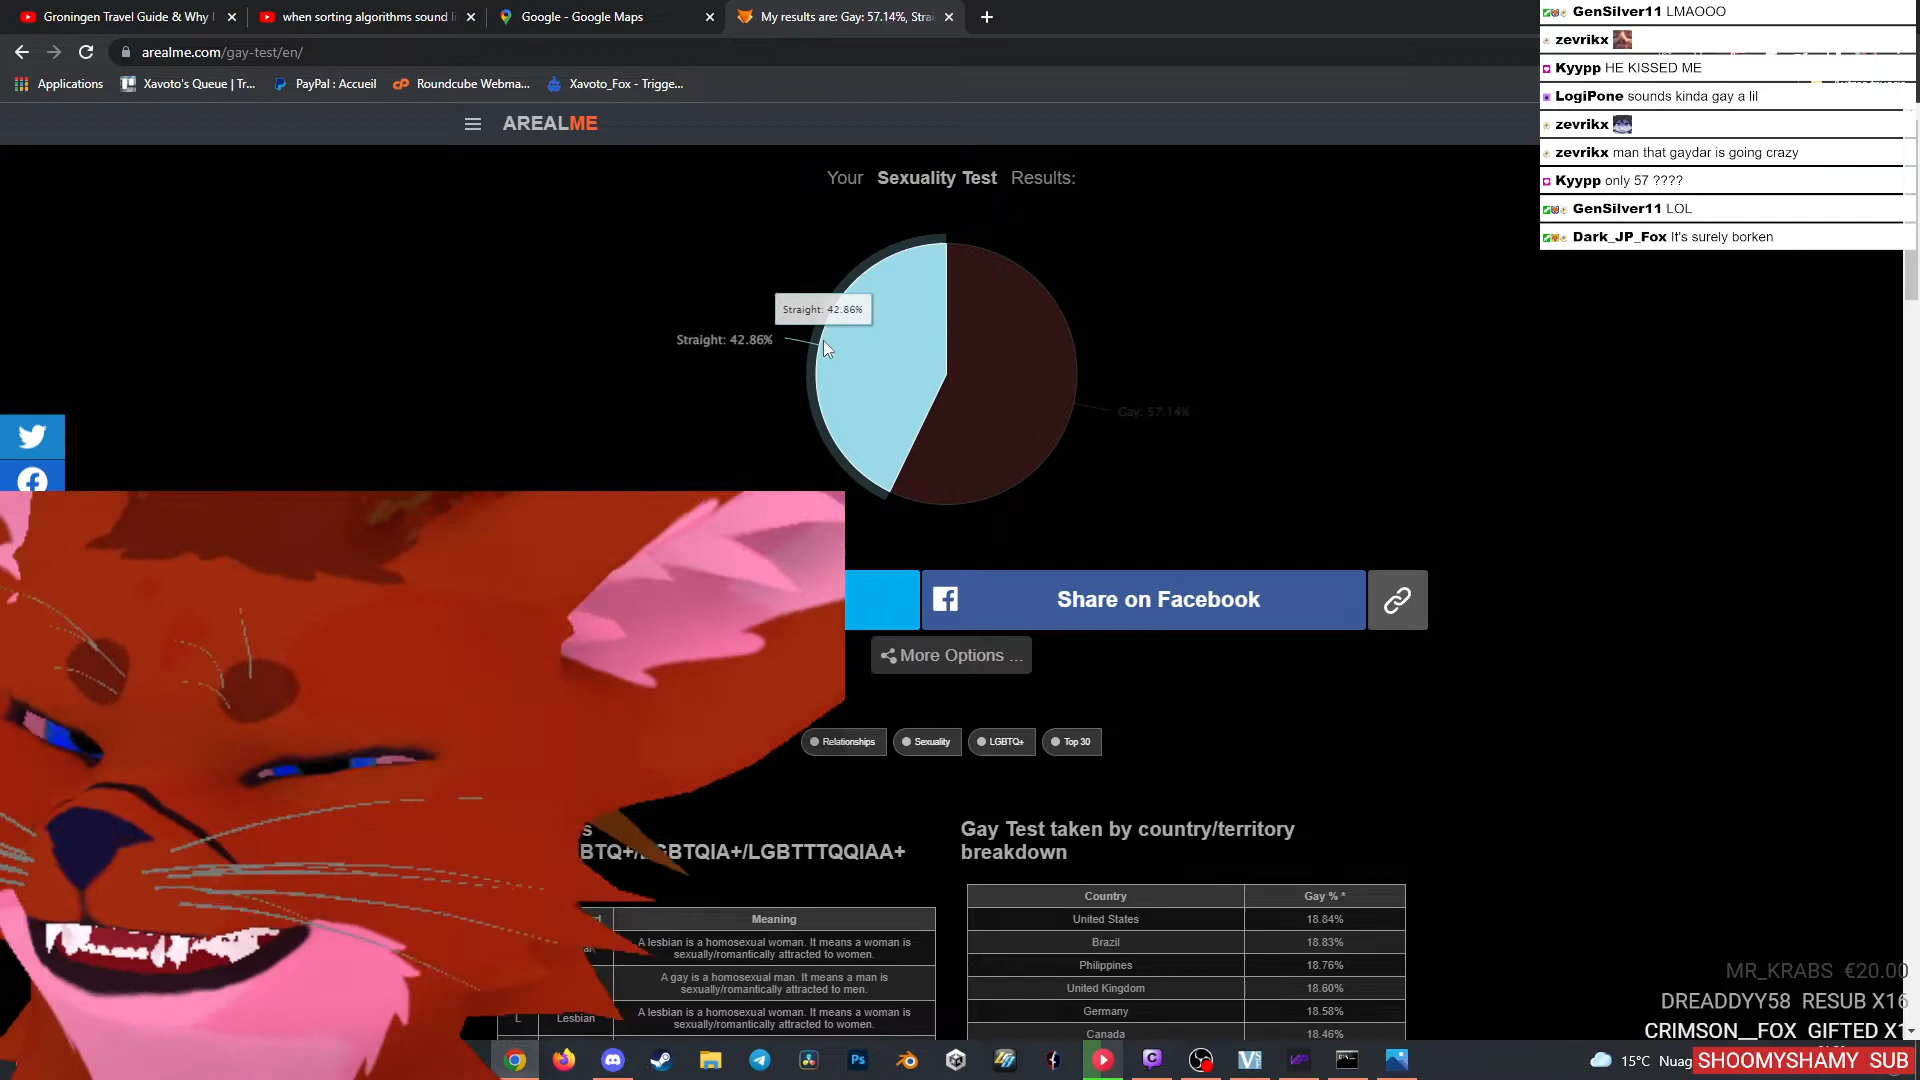 Groningen Travel Guide & Why I
when sorting algorithms sound li
Google - Google Maps
My results are: Gay: 57.14%, Strai
arealme.com/gay-test/en/
Applications
Xavoto's Queue | Tr...
PayPal : Accueil
Roundcube Webma...
Xavoto_Fox - Trigge...
AREALME
Your Sexuality Test Results:
Straight: 42.86%
Straight: 42.86%
Gay: 57.14%
Share on Facebook
More Options ...
Relationships
Sexuality
LGBTQ+
Top 30
BTQ+/LGBTQIA+/LGBTTTQQIAA+
Meaning
A lesbian is a homosexual woman. It means a woman is
sexually/romantically attracted to women.
A gay is a homosexual man. It means a man is
sexually/romantically attracted to men.
L Lesbian
A lesbian is a homosexual woman. It means a woman is
sexually/romantically attracted to women.
Gay Test taken by country/territory
breakdown
Country Gay % *
United States 18.84%
Brazil 18.83%
Philippines 18.76%
United Kingdom 18.60%
Germany 18.58%
Canada 18.46%
GenSilver11 LMAOOO
zevrikx
Kyypp HE KISSED ME
LogiPone sounds kinda gay a lil
zevrikx
zevrikx man that gaydar is going crazy
Kyypp only 57 ????
GenSilver11 LOL
Dark_JP_Fox It's surely borken
MR_KRABS €20.00
DREADDYY58 RESUB X16
CRIMSON__FOX GIFTED X1
SHOOMYSHAMY SUB
15°C Nuag